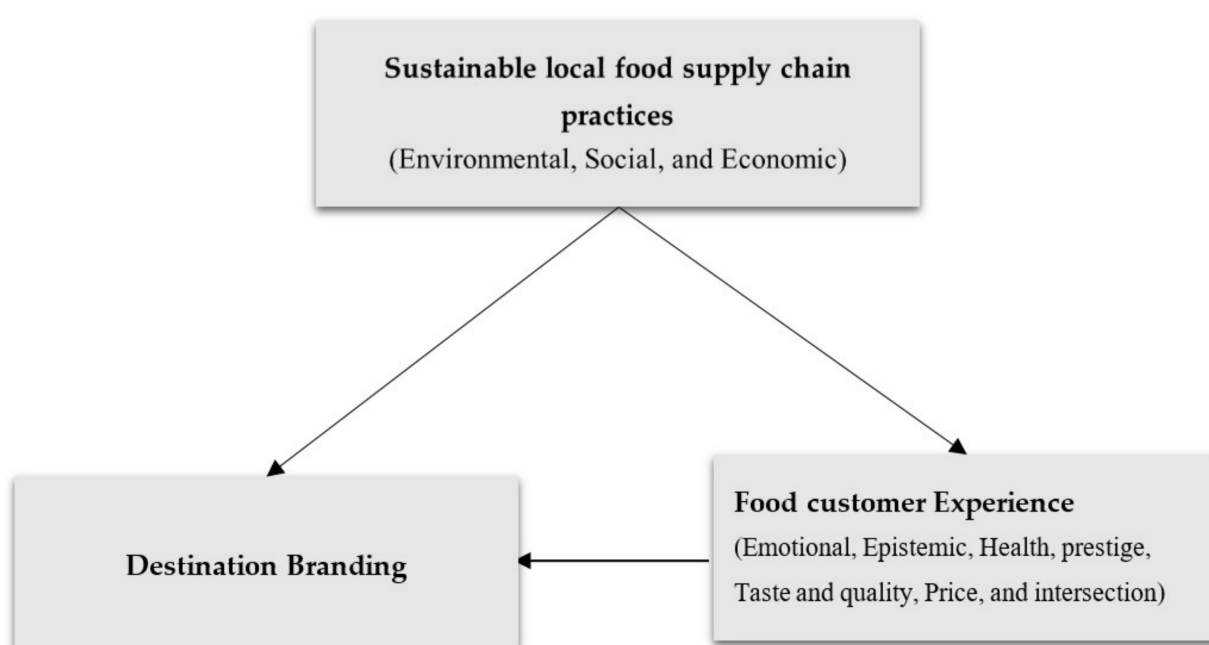 Sustainable local food supply chain
practices
(Environmental, Social, and Economic)
Destination Branding
Food customer Experience
(Emotional, Epistemic, Health, prestige,
Taste and quality, Price, and intersection)